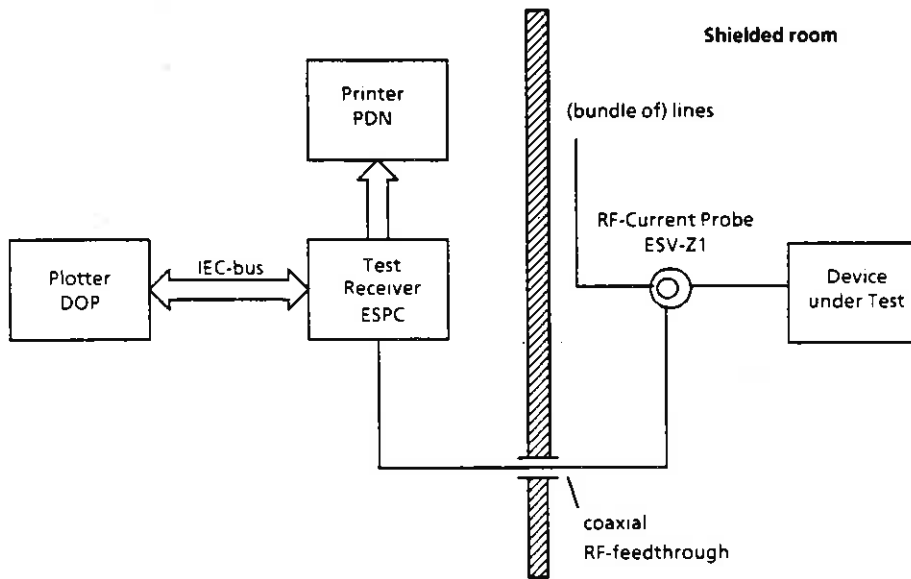 Shielded room
Printer
PDN
(bundle of) lines
RF-Current Probe
ESV-Z1
Plotter
DOP
IEC-bus
Test
Receiver
ESPC
Device
under Test
coaxial
RF-feedthrough